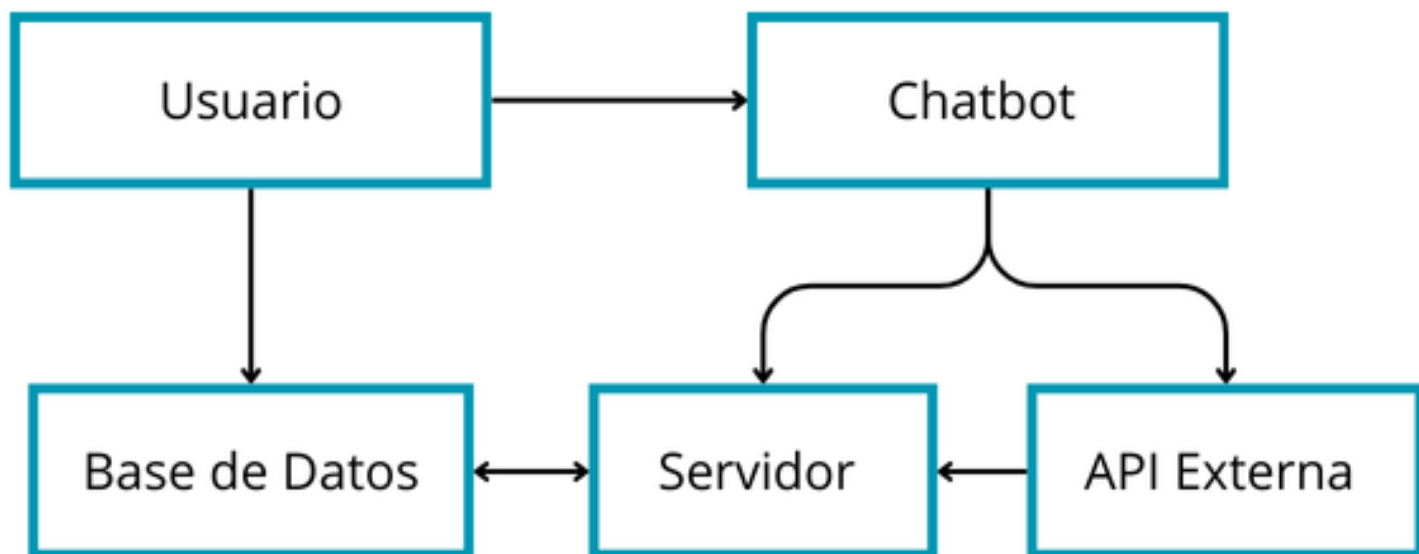 Usuario
Chatbot
Base de Datos
Servidor
API Externa